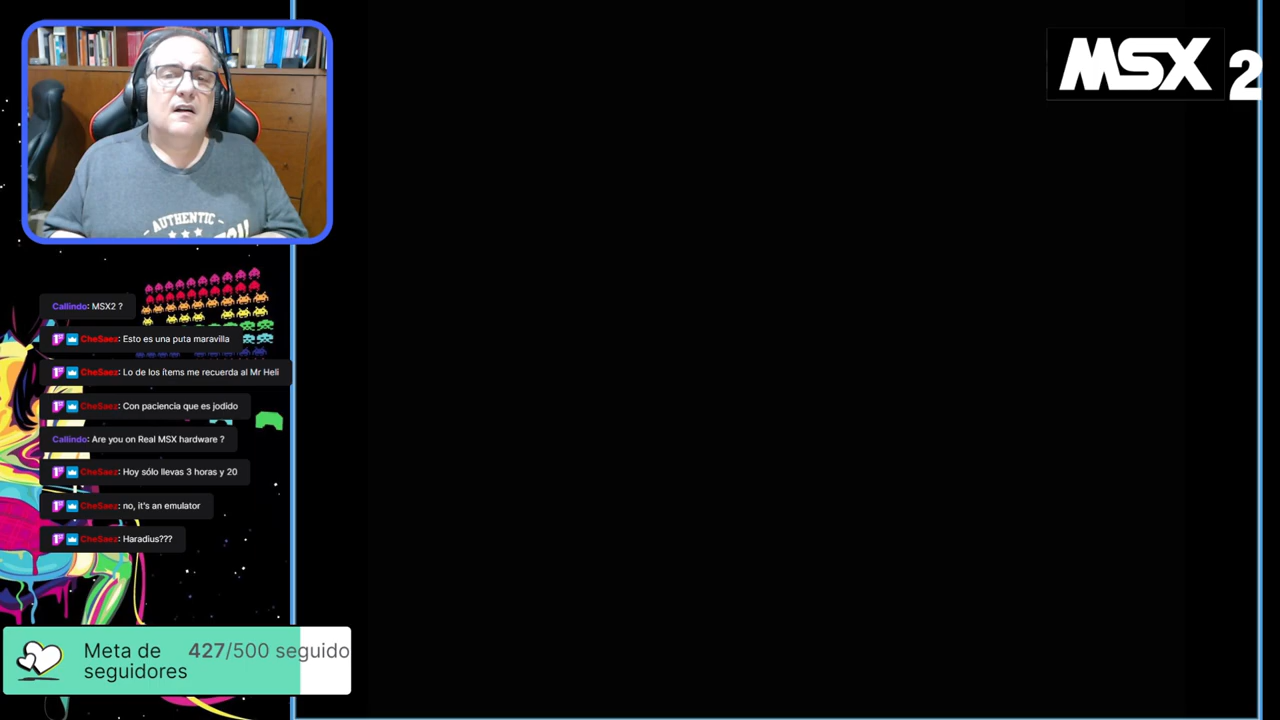 MSX 2
AUTHENTIC
Callindo: MSX2 ?
CheSaez: Esto es una puta maravilla
CheSaez: Lo de los ítems me recuerda al Mr Heli
CheSaez: Con paciencia que es jodido
Callindo: Are you on Real MSX hardware ?
CheSaez: Hoy sólo llevas 3 horas y 20
CheSaez: no, it's an emulator
CheSaez: Haradius???
Meta de
seguidores
427/500 seguido